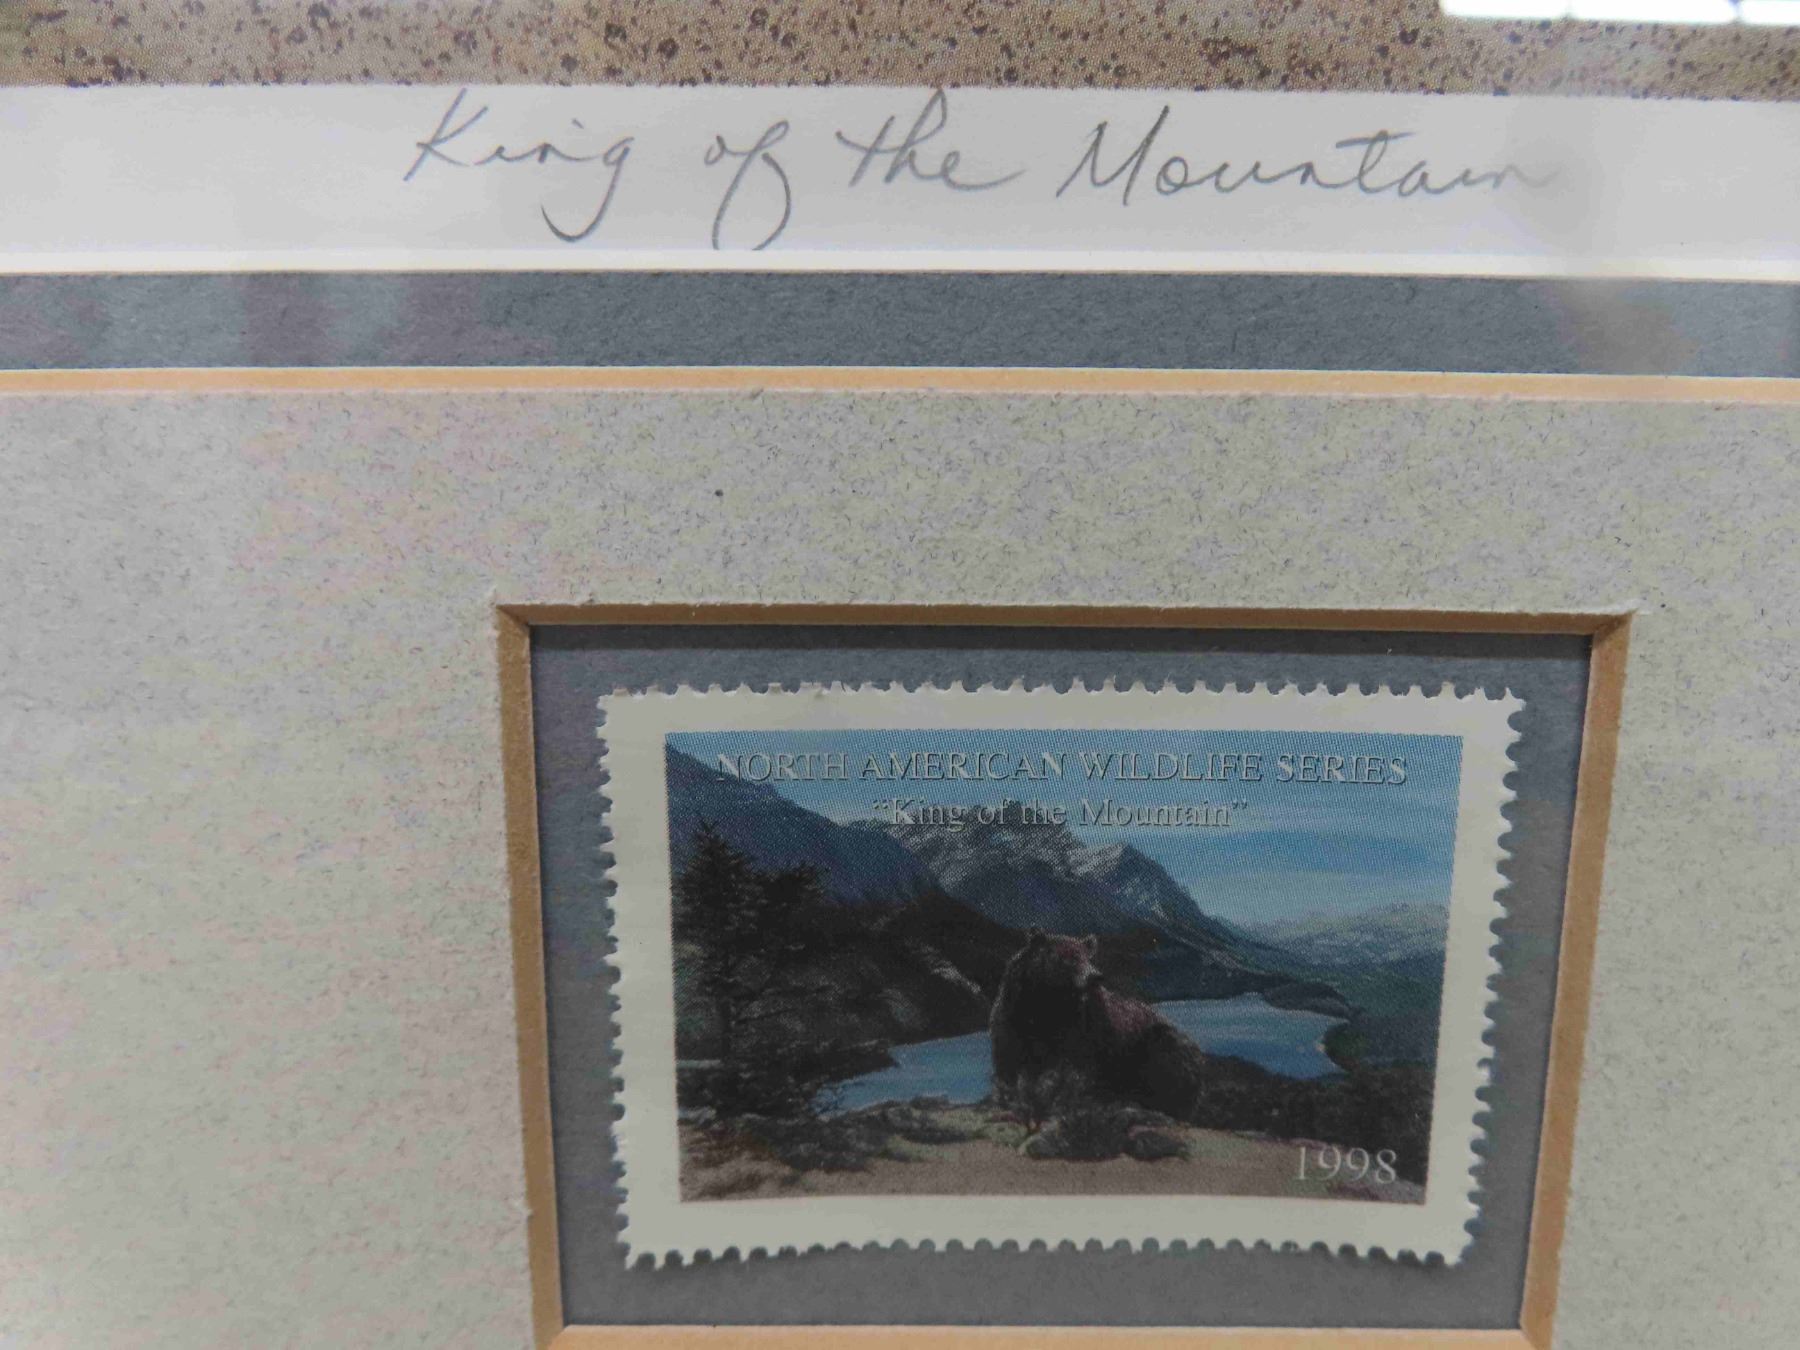 King of the Mountain
NORTH AMERICAN WILDLIFE SERIES
"King of the Mountain"
1998